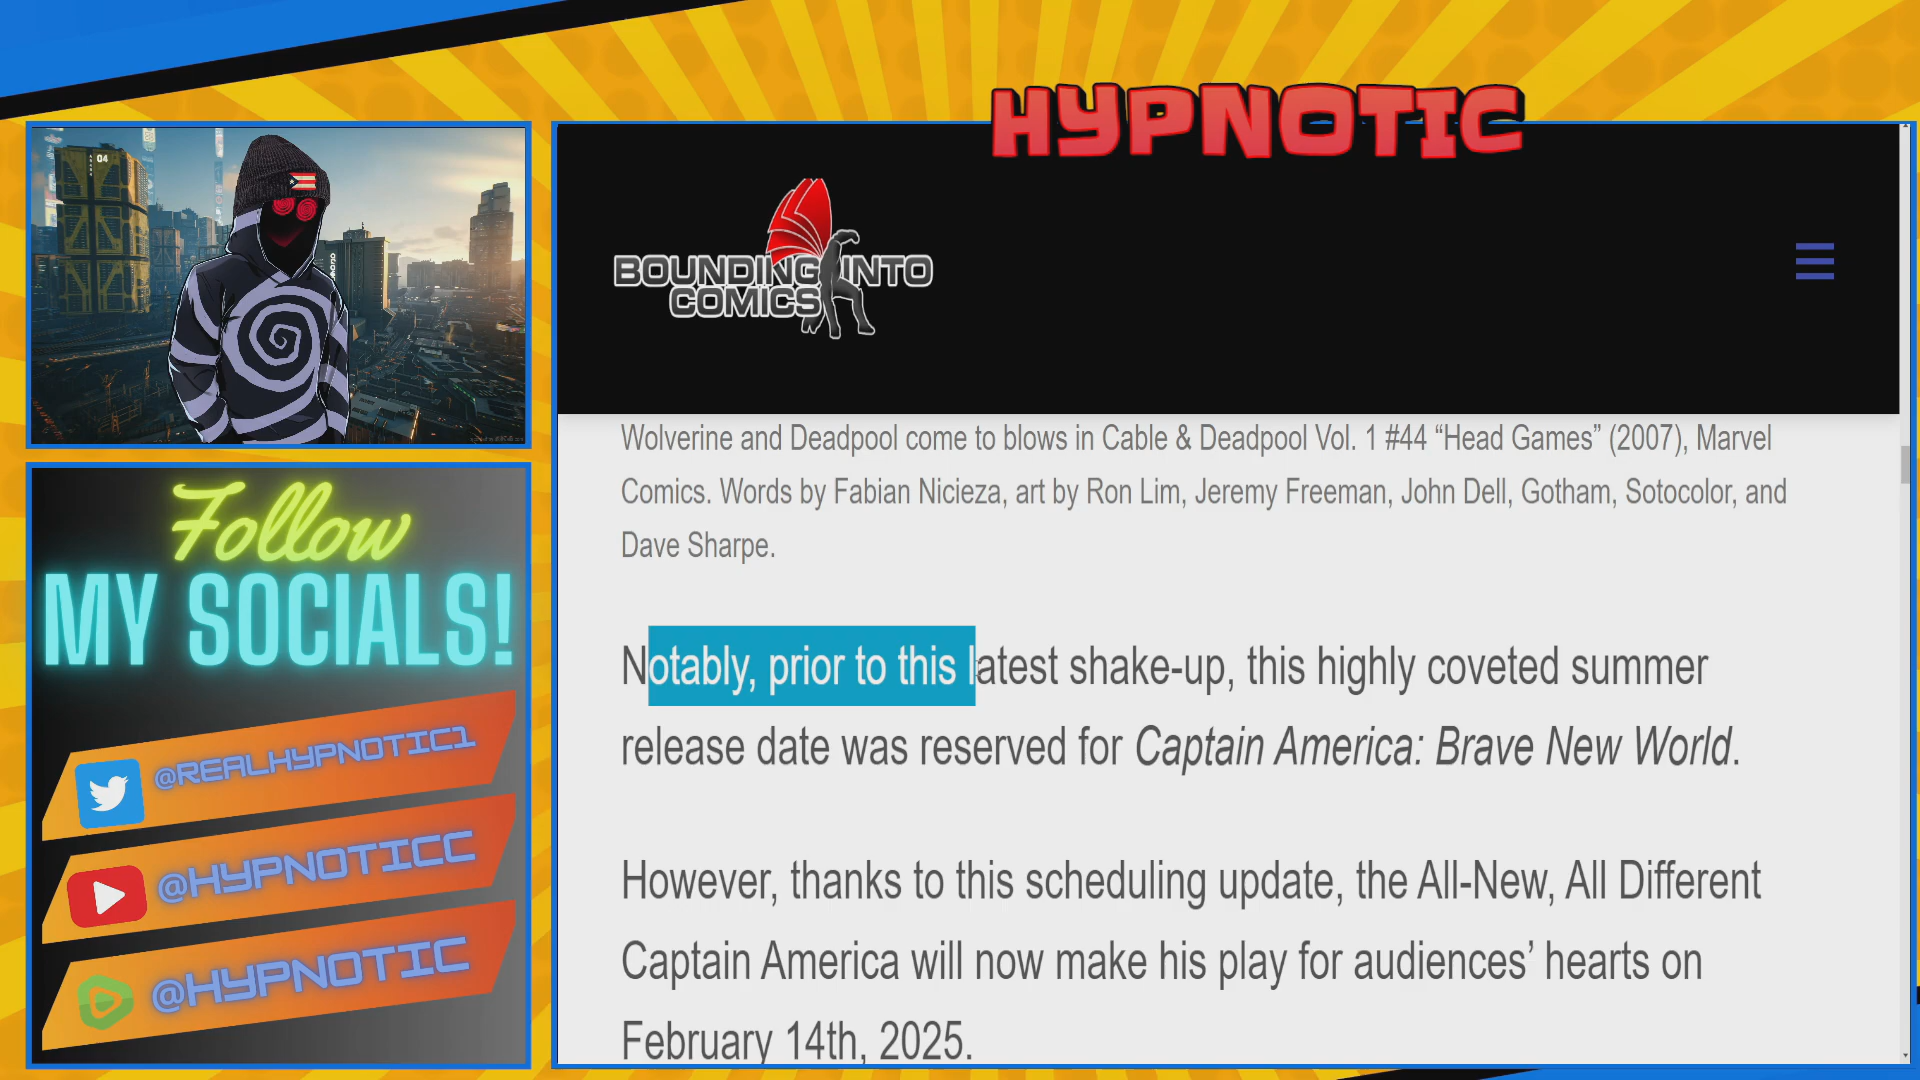 HYPNOTIC
04
BOUNDING INTO
COMICS
Wolverine and Deadpool come to blows in Cable & Deadpool Vol. 1 #44 “Head Games” (2007), Marvel
Comics. Words by Fabian Nicieza, art by Ron Lim, Jeremy Freeman, John Dell, Gotham, Sotocolor, and
Dave Sharpe.
Notably, prior to this latest shake-up, this highly coveted summer
release date was reserved for Captain America: Brave New World.
However, thanks to this scheduling update, the All-New, All Different
Captain America will now make his play for audiences’ hearts on
February 14th, 2025.
Follow
MY SOCIALS!
@REALHYPNOTIC1
@HYPNOTICC
@HYPNOTIC